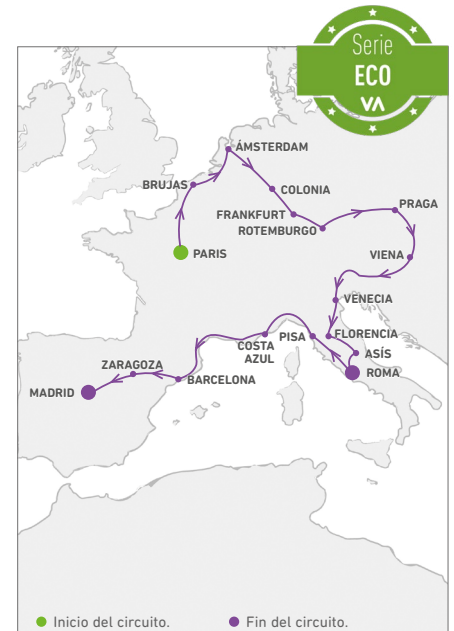 Serie
ECO
VA
ÁMSTERDAM
BRUJAS
COLONIA
FRANKFURT
ROTEMBURGO
PRAGA
PARIS
VIENA
VENECIA
FLORENCIA
PISA
COSTA
AZUL
ASÍS
ROMA
ZARAGOZA
BARCELONA
MADRID
Inicio del circuito.
Fin del circuito.